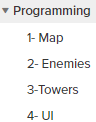 Programming
1- Map
2- Enemies
3-Towers
4- UI